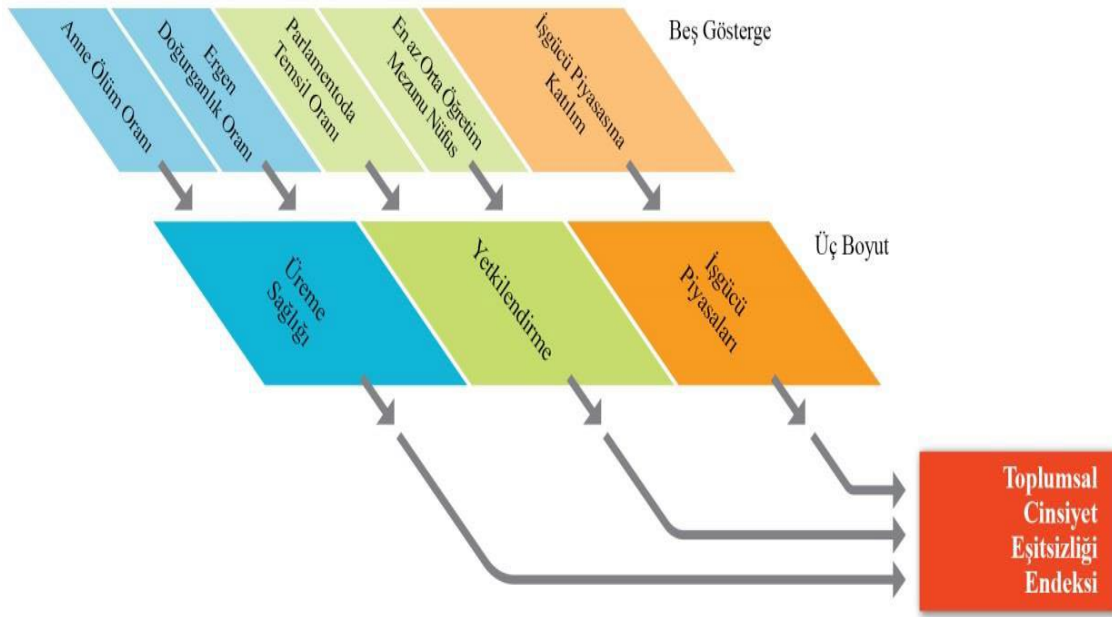 Anne Ölüm Oranı
Ergen
Doğurganlık Oranı
Parlamentoda
Temsil Oranı
En az Orta Öğretim
Mezunu Nüfus
İşgücü Piyasasına
Katılım
Beş Gösterge
Üreme
Sağlığı
Yetkilendirme
İşgücü
Piyasaları
Üç Boyut
Toplumsal
Cinsiyet
Eşitsizliği
Endeksi